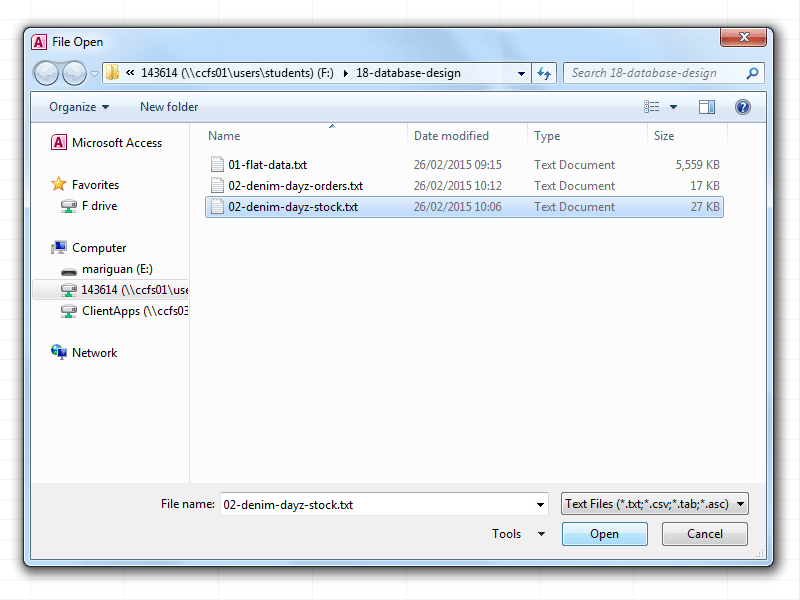 File Open
« 143614 (\\ccfs01\users\students) (F:) 18-database-design
Search 18-database-design
Organize New folder
Microsoft Access
Favorites
F drive
Computer
mariguan (E:)
143614 (\\ccfs01\use
ClientApps (\\ccfs03
Network
Name Date modified Type Size
01-flat-data.txt 26/02/2015 09:15 Text Document 5,559 KB
02-denim-dayz-orders.txt 26/02/2015 10:12 Text Document 17 KB
02-denim-dayz-stock.txt 26/02/2015 10:06 Text Document 27 KB
File name: 02-denim-dayz-stock.txt Text Files (*.txt;*.csv;*.tab;*.asc)
Tools Open Cancel